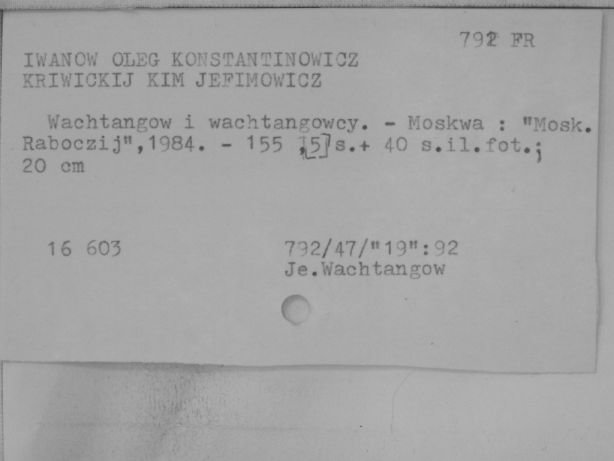 792 FR
IWANOW OLEG KONSTANTINOWICZ
KRIWICKIJ KIM JEFIMOWICZ
Wachtangow i wachtangowcy. - Moskwa : "Mosk.
Raboczij",1984. - 155 ,[5] s.+ 40 s.il.fot.;
20 cm
16 603 792/47/"19":92
Je.Wachtangow